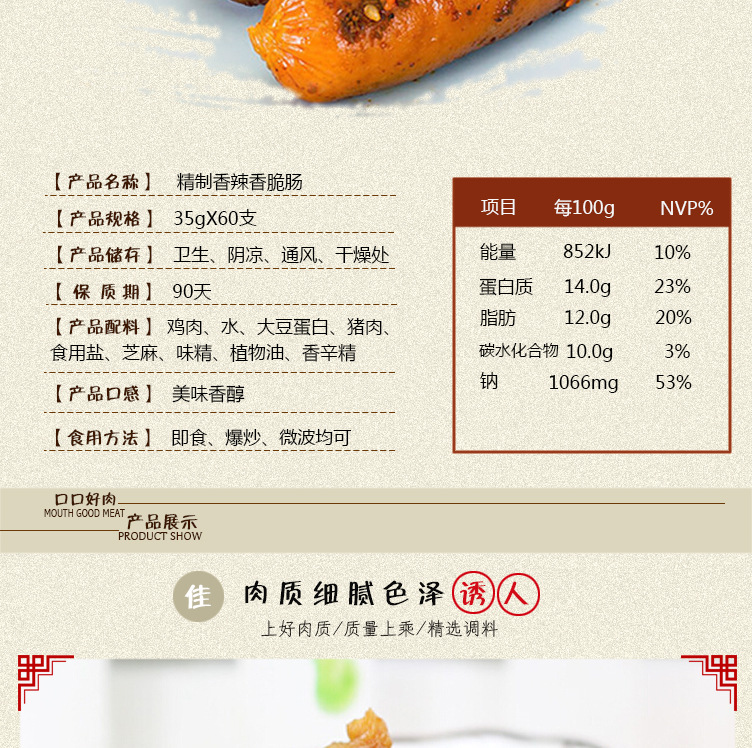 【产品名称】 精制香辣香脆肠
【产品规格】 35gX60支
【产品储存】 卫生、阴凉、通风、干燥处
【 保 质 期 】 90天
【产品配料】 鸡肉、水、大豆蛋白、猪肉、
食用盐、芝麻、味精、植物油、香辛精
【产品口感】 美味香醇
【食用方法】 即食、爆炒、微波均可
项目 每100g NVP%
能量 852kJ 10%
蛋白质 14.0g 23%
脂肪 12.0g 20%
碳水化合物 10.0g 3%
钠 1066mg 53%
口口好肉
MOUTH GOOD MEAT
产品展示
PRODUCT SHOW
佳 肉质细腻色泽诱人
上好肉质/质量上乘/精选调料